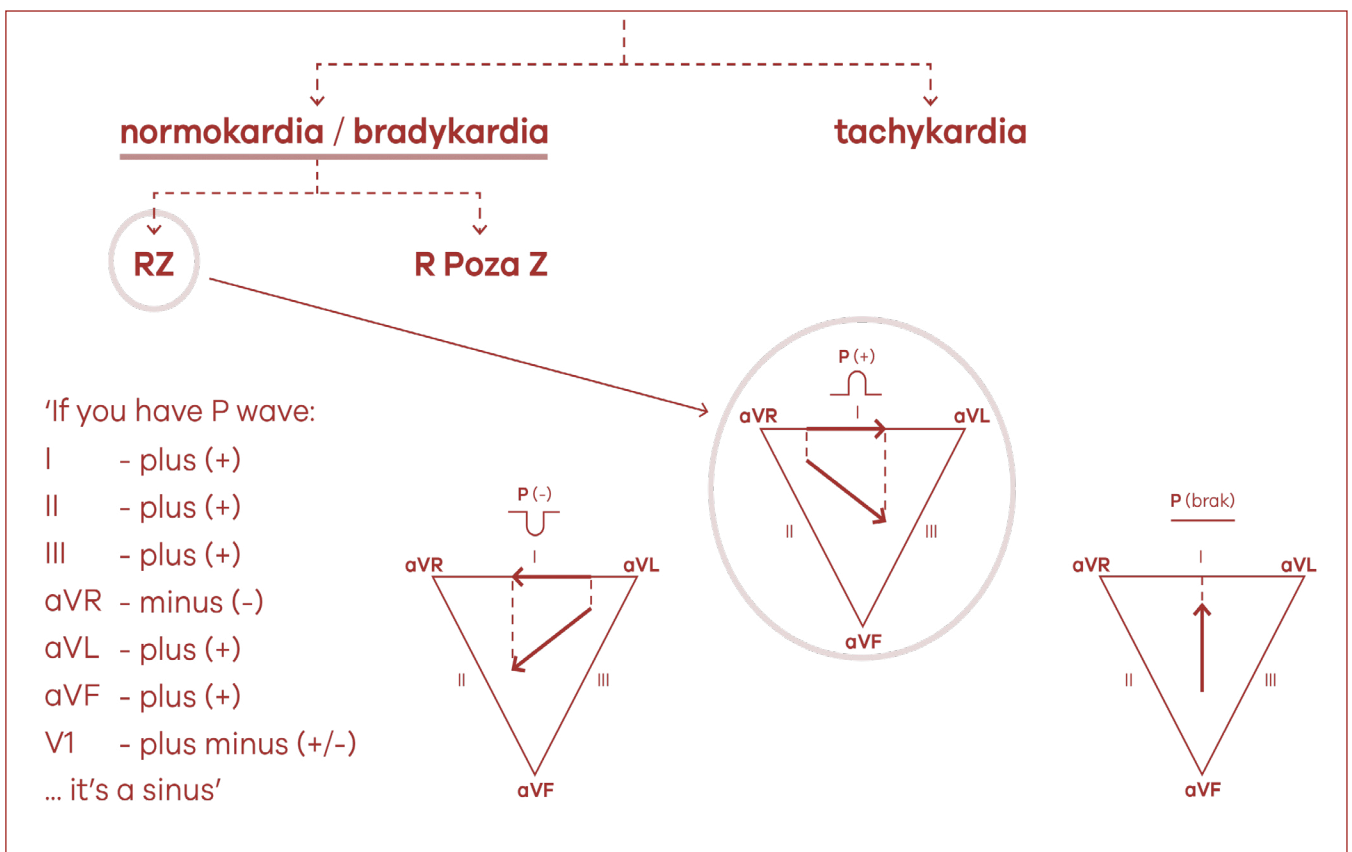 normokardia / bradykardia
tachykardia
RZ
R Poza Z
'If you have P wave:
I - plus (+)
II - plus (+)
III - plus (+)
aVR - minus (-)
aVL - plus (+)
aVF - plus (+)
V1 - plus minus (+/-)
... it's a sinus'
P (-)
I
aVR
aVL
II
III
aVF
P (+)
I
aVR
aVL
II
III
aVF
P (brak)
I
aVR
aVL
II
III
aVF